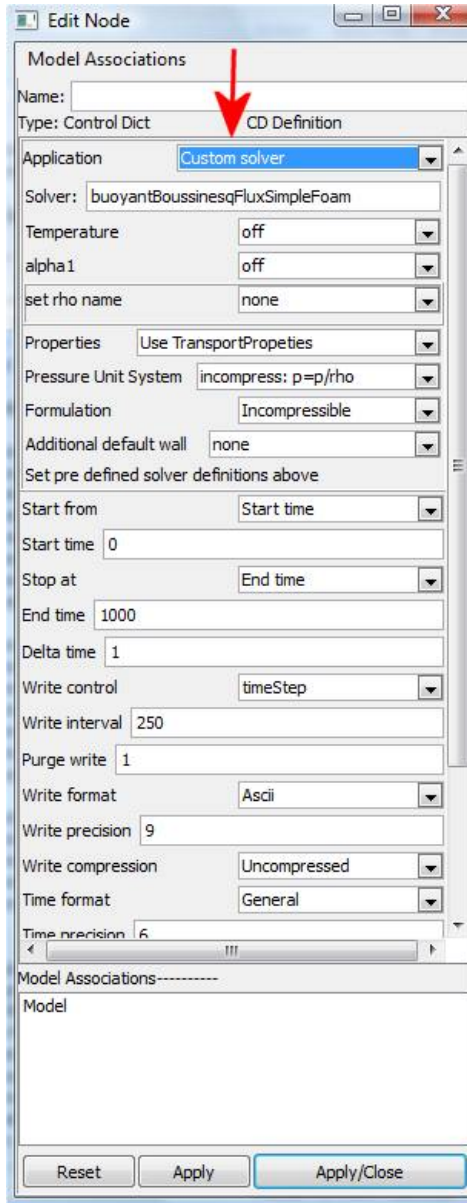 Edit Node
Model Associations
Name:
Type: Control Dict CD Definition
Application Custom solver
Solver: buoyantBoussinesqFluxSimpleFoam
Temperature off
alpha1 off
set rho name none
Properties Use TransportPropeties
Pressure Unit System incompress: p=p/rho
Formulation Incompressible
Additional default wall none
Set pre defined solver definitions above
Start from Start time
Start time 0
Stop at End time
End time 1000
Delta time 1
Write control timeStep
Write interval 250
Purge write 1
Write format Ascii
Write precision 9
Write compression Uncompressed
Time format General
Time precision 6
Model Associations----------
Model
Reset Apply Apply/Close